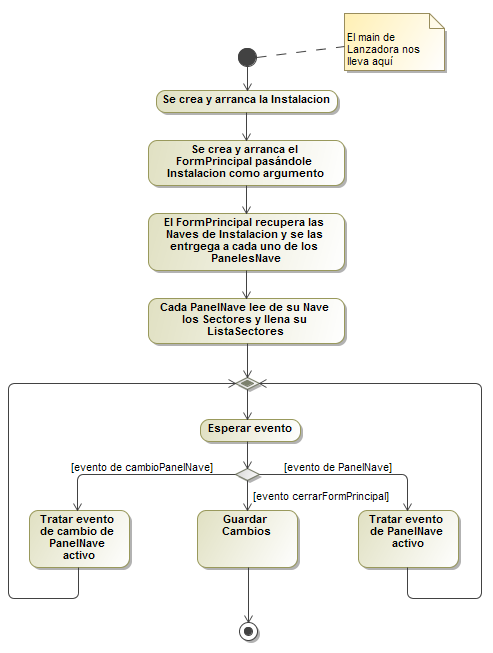 El main de
Lanzadora nos
lleva aquí
Se crea y arranca la Instalacion
Se crea y arranca el
FormPrincipal pasándole
Instalacion como argumento
El FormPrincipal recupera las
Naves de Instalacion y se las
entrgega a cada uno de los
PanelesNave
Cada PanelNave lee de su Nave
los Sectores y llena su
ListaSectores
Esperar evento
[evento de cambioPanelNave]
[evento de PanelNave]
[evento cerrarFormPrincipal]
Tratar evento
de cambio de
PanelNave
activo
Guardar
Cambios
Tratar evento
de PanelNave
activo